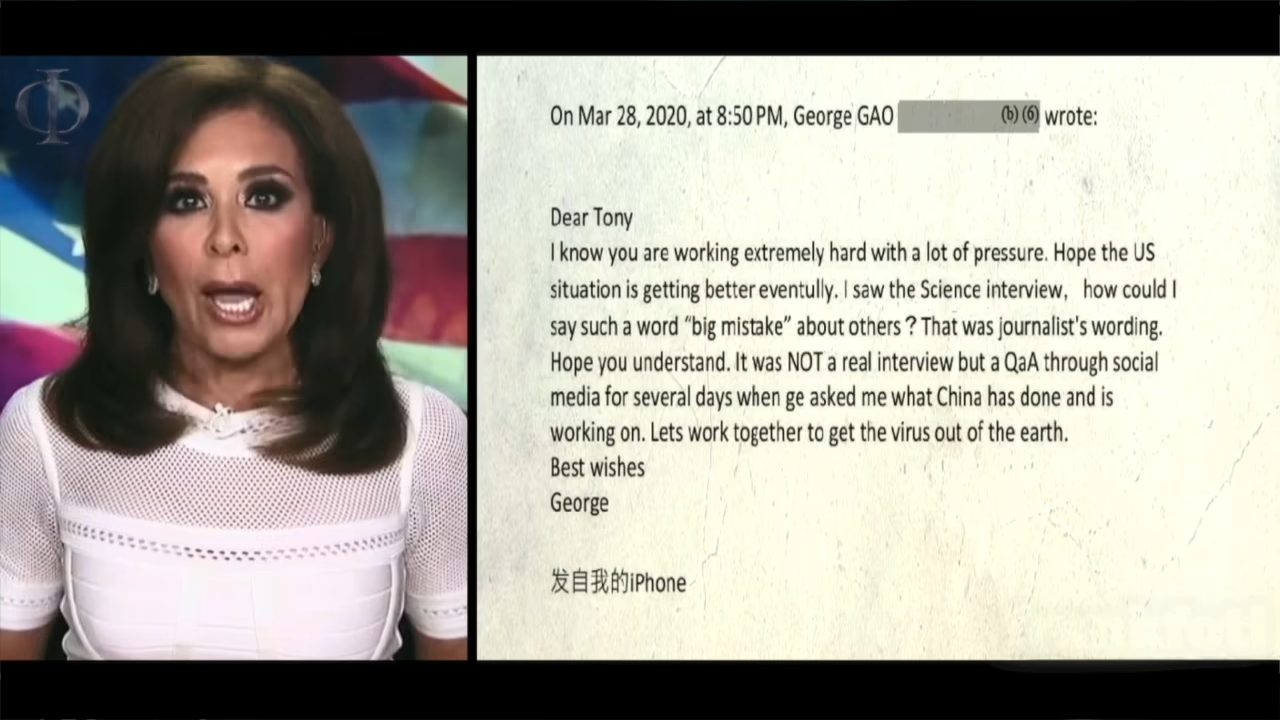 On Mar 28, 2020, at 8:50 PM, George GAO (b) (6) wrote:
Dear Tony
I know you are working extremely hard with a lot of pressure. Hope the US
situation is getting better eventully. I saw the Science interview, how could I
say such a word “big mistake” about others ? That was journalist's wording.
Hope you understand. It was NOT a real interview but a QaA through social
media for several days when ge asked me what China has done and is
working on. Lets work together to get the virus out of the earth.
Best wishes
George
发自我的iPhone